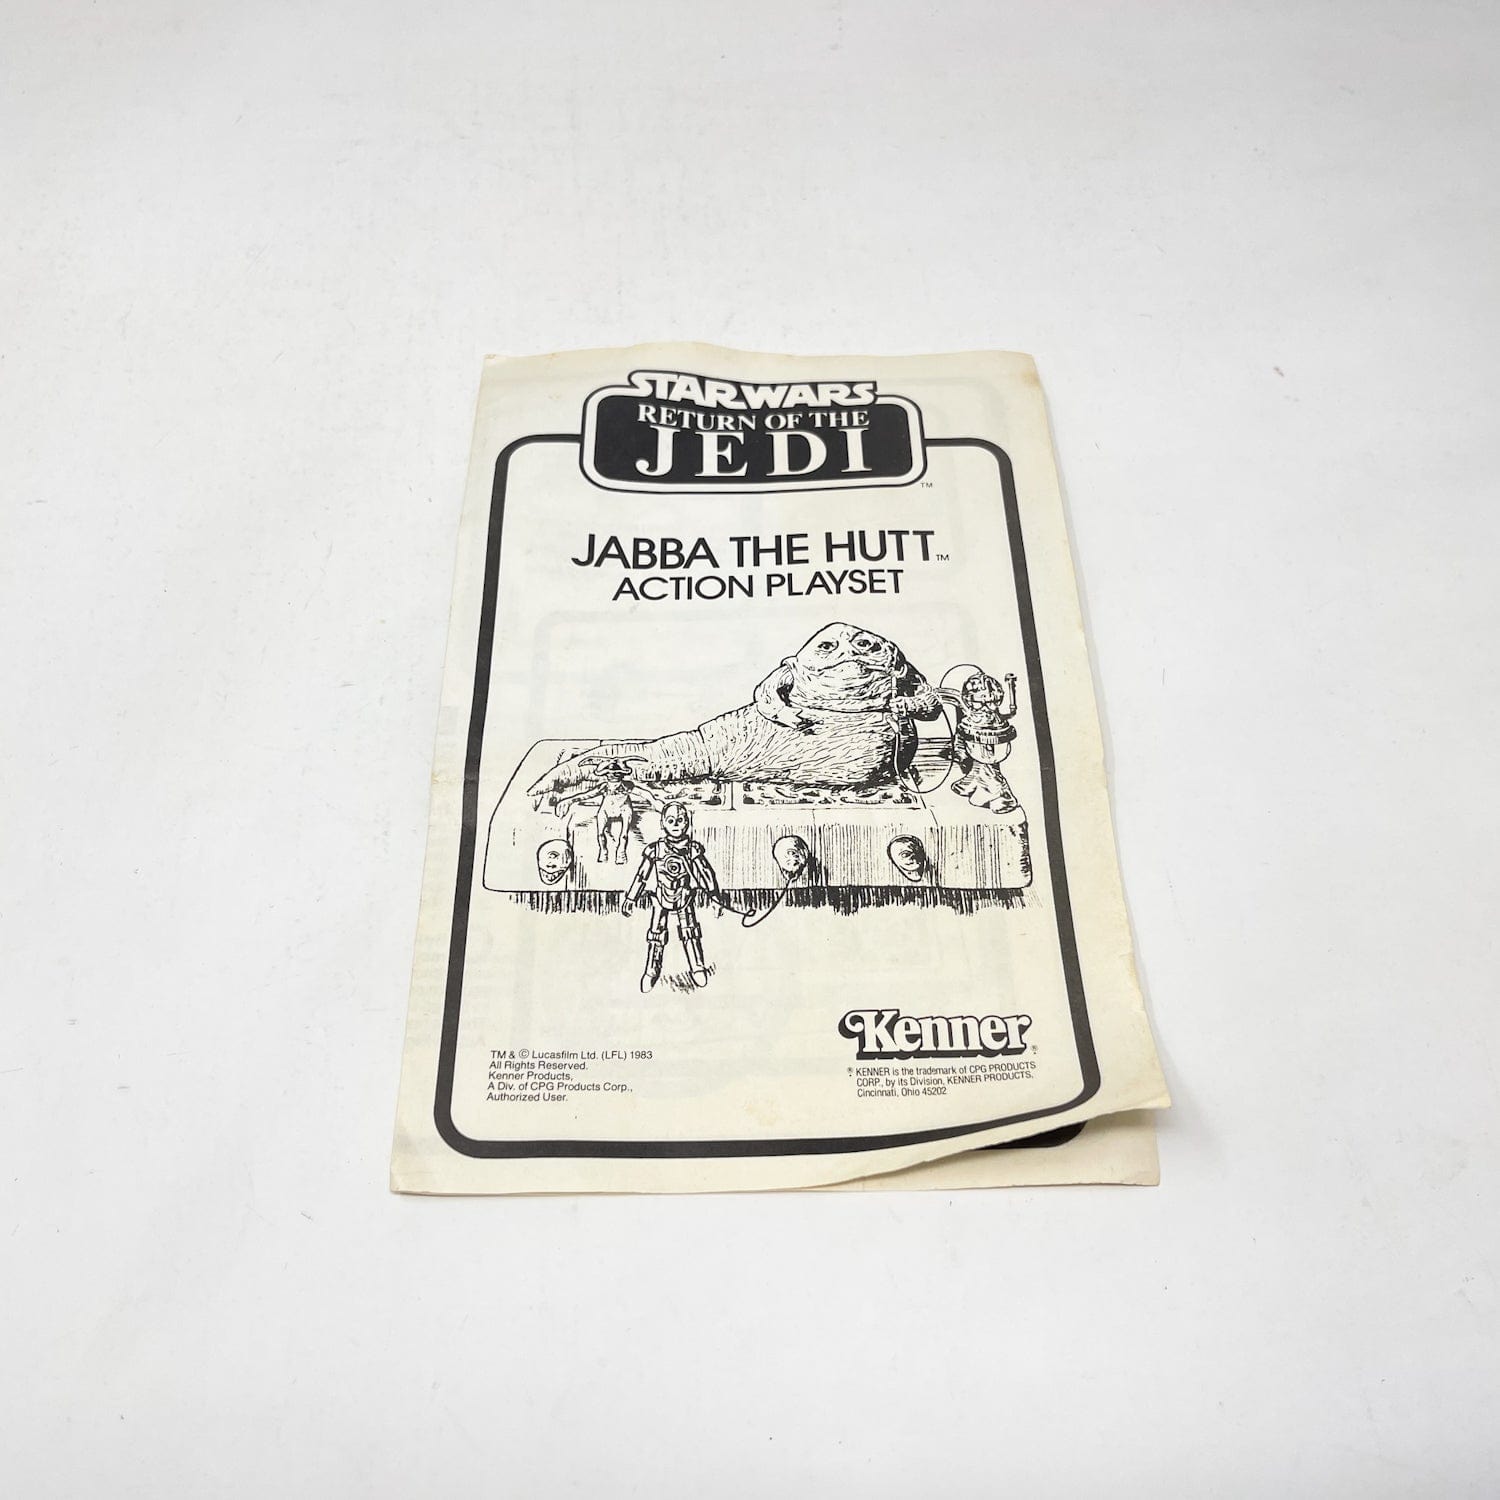 STAR WARS
RETURN OF THE
JEDI
TM
JABBA THE HUTT TM
ACTION PLAYSET
Kenner ®
TM & © Lucasfilm Ltd. (LFL) 1983
All Rights Reserved.
Kenner Products,
A Div. of CPG Products Corp.,
Authorized User.
® KENNER is the trademark of CPG PRODUCTS
CORP., by its Division, KENNER PRODUCTS.
Cincinnati, Ohio 45202